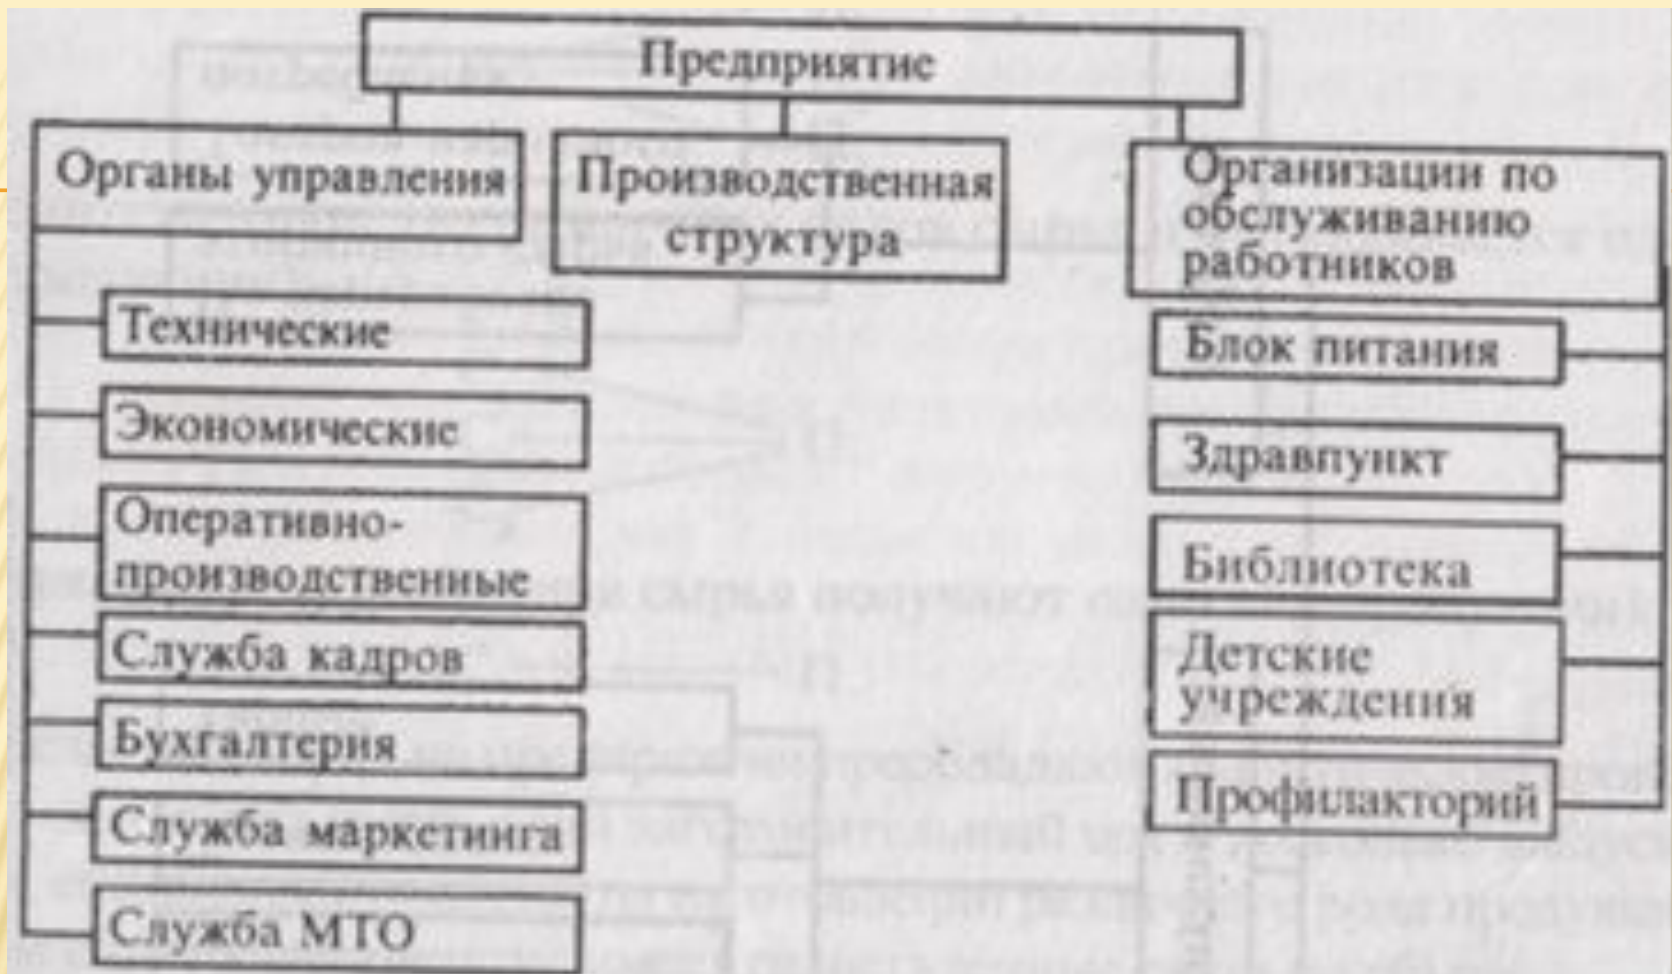 Предприятие
Органы управления
Технические
Экономические
Оперативно-
производственные
Служба кадров
Бухгалтерия
Служба маркетинга
Служба МТО
Производственная
структура
Организации по
обслуживанию
работников
Блок питания
Здравпункт
Библиотека
Детские
учреждения
Профилакторий